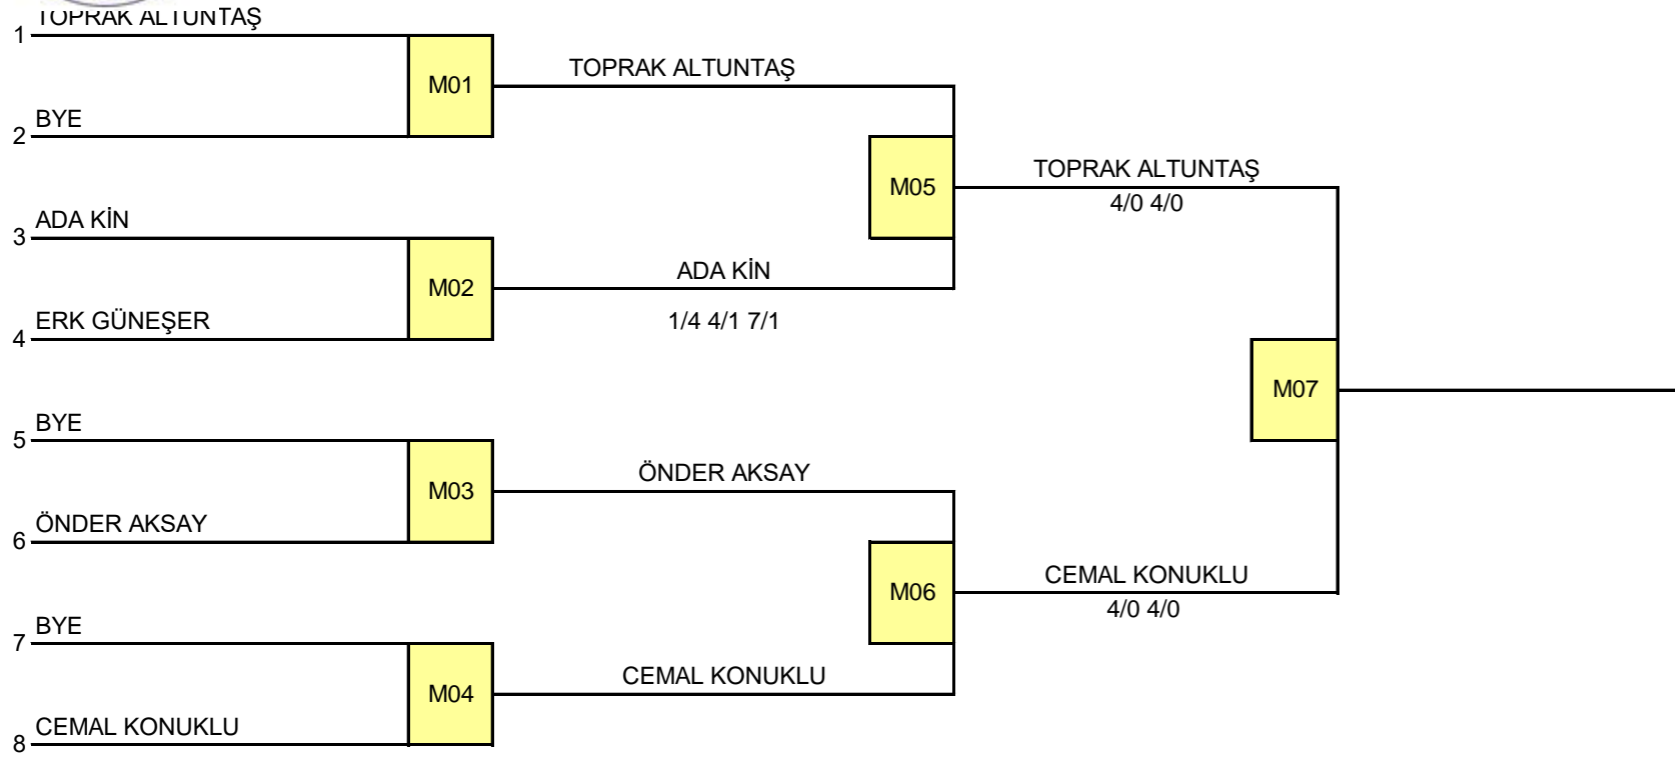 TOPRAK ALTUNTAŞ
1
M01
TOPRAK ALTUNTAŞ
BYE
2
M05
TOPRAK ALTUNTAŞ
4/0 4/0
ADA KİN
3
M02
ADA KİN
1/4 4/1 7/1
ERK GÜNEŞER
4
M07
BYE
5
M03
ÖNDER AKSAY
ÖNDER AKSAY
6
M06
CEMAL KONUKLU
4/0 4/0
BYE
7
M04
CEMAL KONUKLU
CEMAL KONUKLU
8